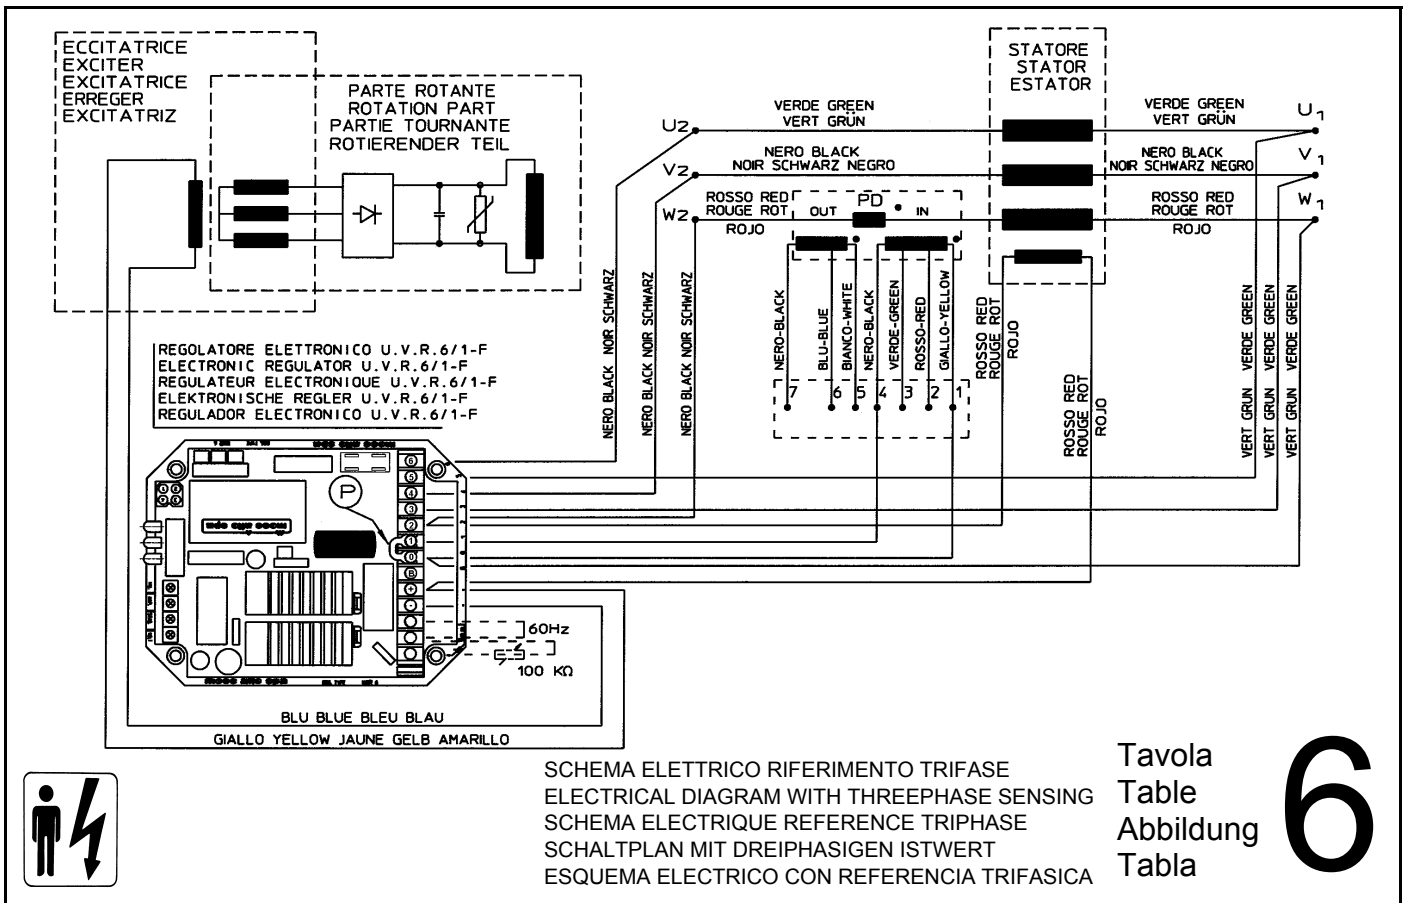 ECCITATRICE
EXCITER
EXCITATRICE
ERREGER
EXCITATRIZ
PARTE ROTANTE
ROTATION PART
PARTIE TOURNANTE
ROTIERENDER TEIL
STATORE
STATOR
ESTATOR
VERDE GREEN
VERT GRÜN
U2
VERDE GREEN
VERT GRÜN
U1
NERO BLACK
NOIR SCHWARZ NEGRO
V2
NERO BLACK
NOIR SCHWARZ NEGRO
V1
ROSSO RED
ROUGE ROT
ROJO
W2
OUT
PD
IN
ROSSO RED
ROUGE ROT
ROJO
W1
NERO BLACK NOIR SCHWARZ
NERO BLACK NOIR SCHWARZ
NERO BLACK NOIR SCHWARZ
NERO-BLACK
BLU-BLUE
BIANCO-WHITE
NERO-BLACK
VERDE-GREEN
ROSSO-RED
GIALLO-YELLOW
7 6 5 4 3 2 1
ROSSO RED
ROUGE ROT
ROJO
ROSSO RED
ROUGE ROT
ROJO
VERT GRUN VERDE GREEN
VERT GRUN VERDE GREEN
VERT GRUN VERDE GREEN
REGOLATORE ELETTRONICO U.V.R.6/1-F
ELECTRONIC REGULATOR U.V.R.6/1-F
REGULATEUR ELECTRONIQUE U.V.R.6/1-F
ELEKTRONISCHE REGLER U.V.R.6/1-F
REGULADOR ELECTRONICO U.V.R.6/1-F
P
6
5
4
3
2
1
0
B
+
-
60Hz
100 KΩ
BLU BLUE BLEU BLAU
GIALLO YELLOW JAUNE GELB AMARILLO
SCHEMA ELETTRICO RIFERIMENTO TRIFASE
ELECTRICAL DIAGRAM WITH THREEPHASE SENSING
SCHEMA ELECTRIQUE REFERENCE TRIPHASE
SCHALTPLAN MIT DREIPHASIGEN ISTWERT
ESQUEMA ELECTRICO CON REFERENCIA TRIFASICA
Tavola
Table
Abbildung
Tabla
6